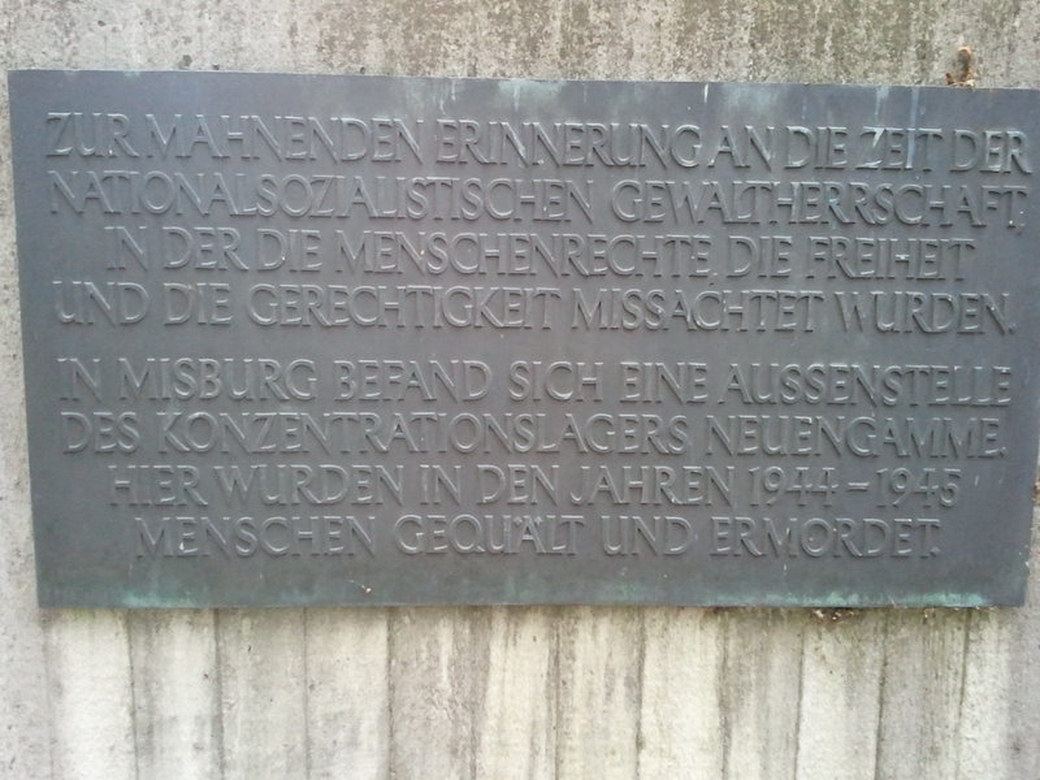 ZUR MAHNENDEN ERINNERUNG AN DIE ZEIT DER
NATIONALSOZIALISTISCHEN GEWALTHERRSCHAFT,
IN DER DIE MENSCHENRECHTE, DIE FREIHEIT
UND DIE GERECHTIGKEIT MISSACHTET WURDEN.
IN MISBURG BEFAND SICH EINE AUSSENSTELLE
DES KONZENTRATIONSLAGERS NEUENGAMME.
HIER WURDEN IN DEN JAHREN 1944-1945
MENSCHEN GEQUÄLT UND ERMORDET.